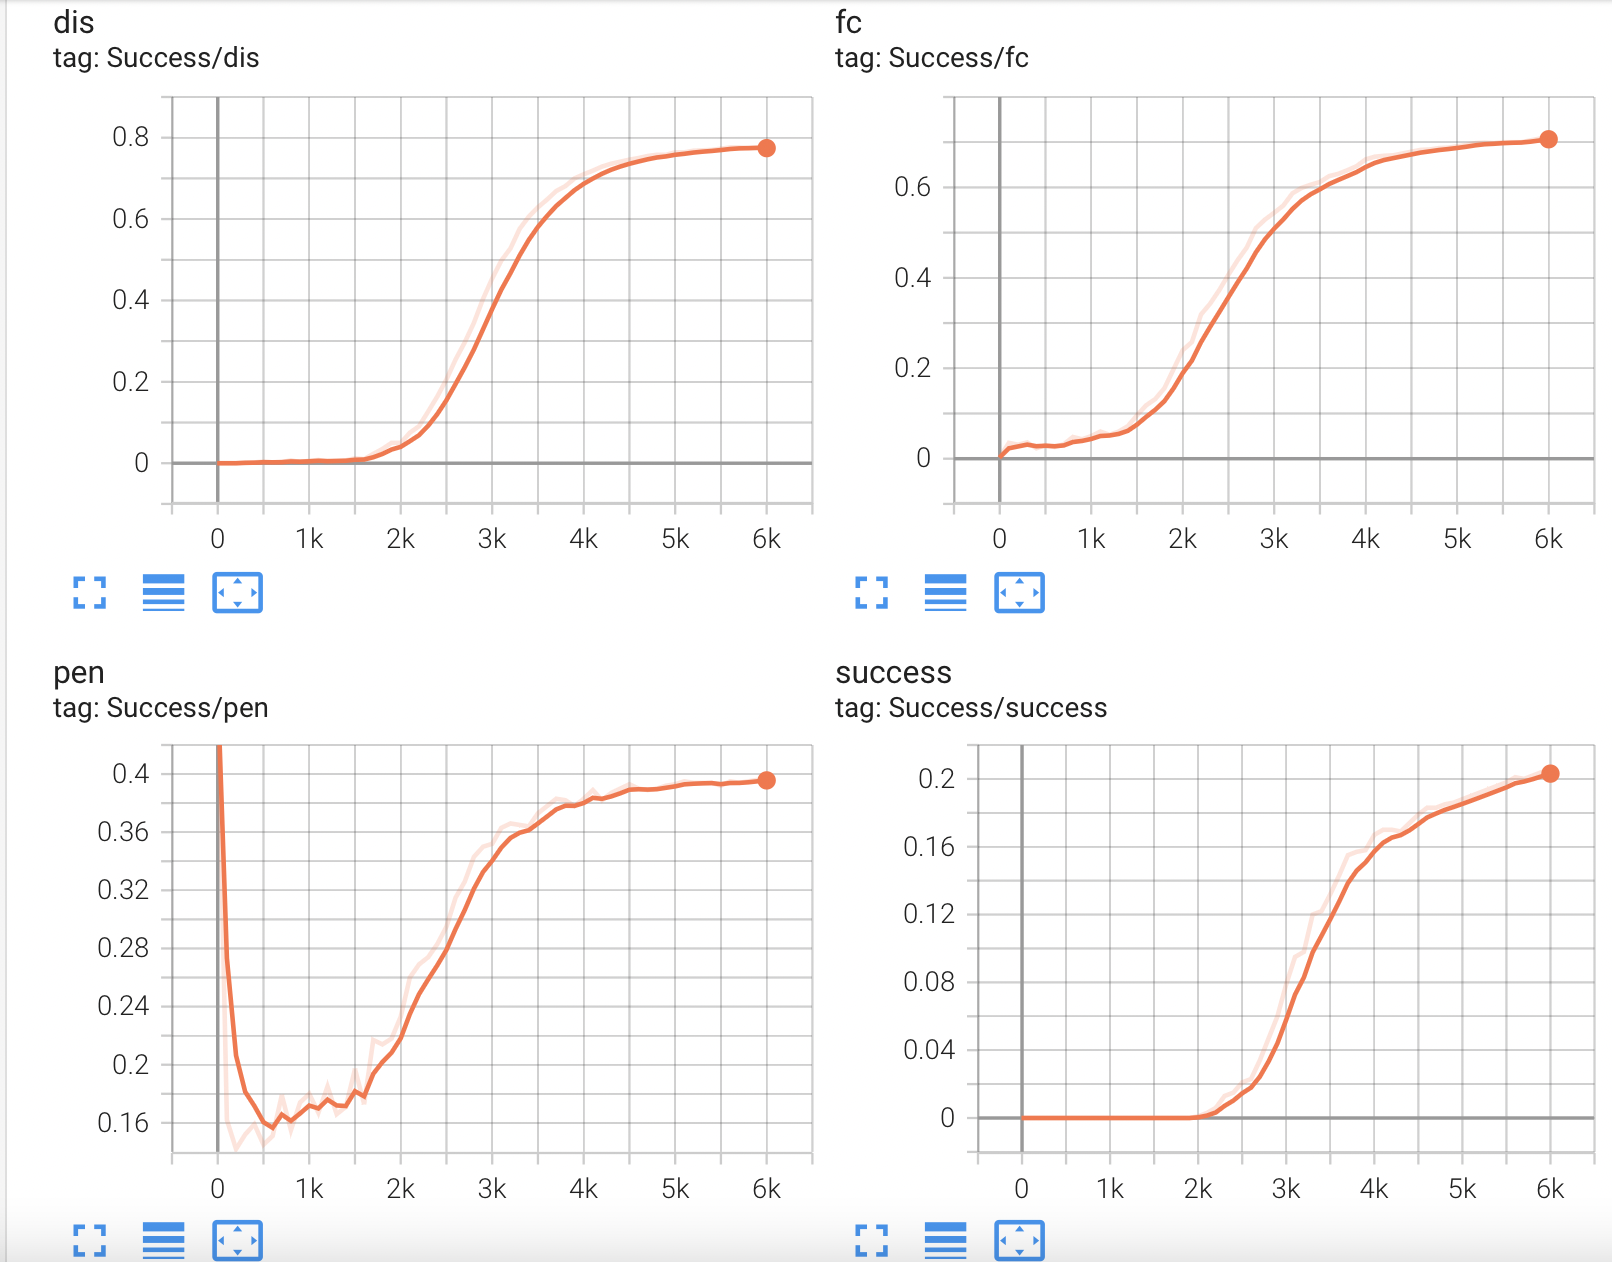 dis
tag: Success/dis
0.8
0.6
0.4
0.2
0
0 1k 2k 3k 4k 5k 6k
fc
tag: Success/fc
0.6
0.4
0.2
0
0 1k 2k 3k 4k 5k 6k
pen
tag: Success/pen
0.4
0.36
0.32
0.28
0.24
0.2
0.16
0 1k 2k 3k 4k 5k 6k
success
tag: Success/success
0.2
0.16
0.12
0.08
0.04
0
0 1k 2k 3k 4k 5k 6k